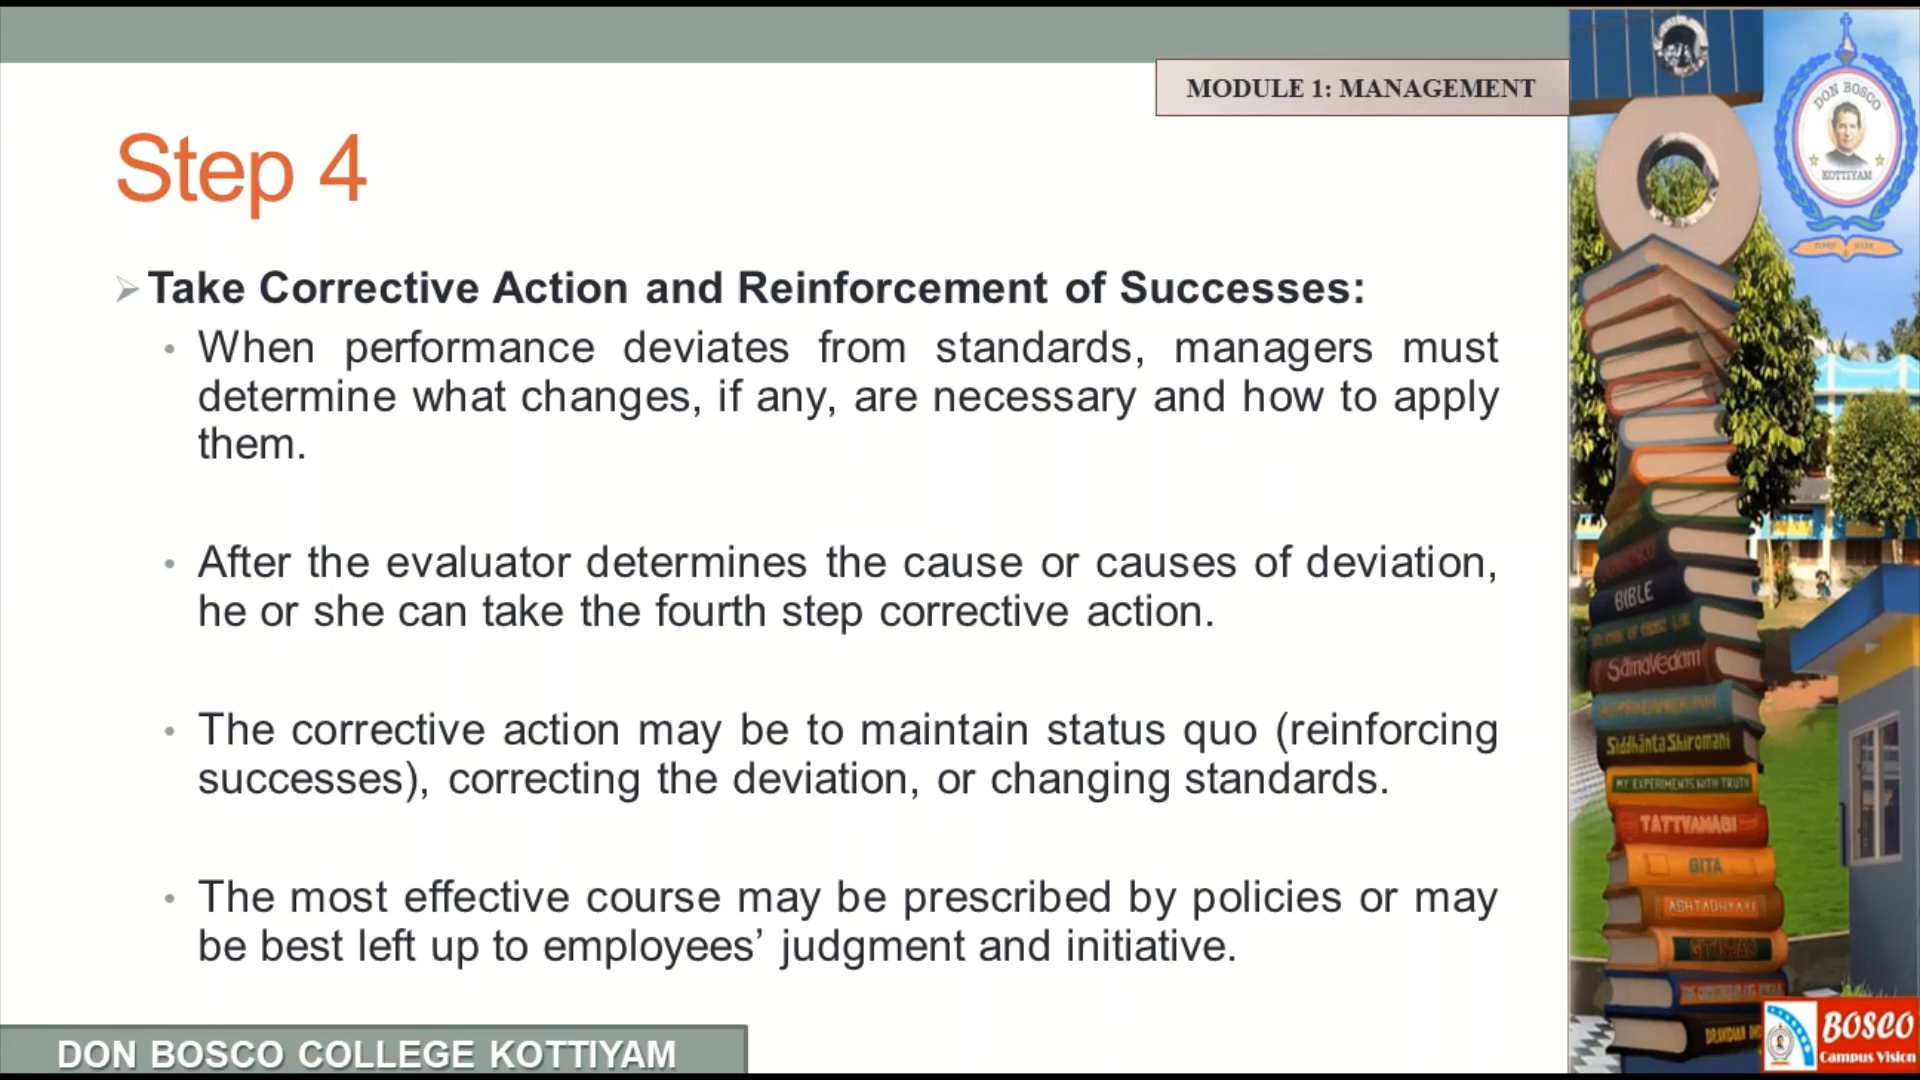 MODULE 1: MANAGEMENT
Step 4
Take Corrective Action and Reinforcement of Successes:
When performance deviates from standards, managers must
determine what changes, if any, are necessary and how to apply
them.
After the evaluator determines the cause or causes of deviation,
he or she can take the fourth step corrective action.
The corrective action may be to maintain status quo (reinforcing
successes), correcting the deviation, or changing standards.
The most effective course may be prescribed by policies or may
be best left up to employees’ judgment and initiative.
DON BOSCO COLLEGE KOTTIYAM
DON BOSCO
KOTTIYAM
BIBLE
SamaVedam
Siddhänta Shiromani
MY EXPERIMENTS WITH TRUTH
TATTVAMASI
GITA
ASHTADHYAYI
GITANJALI
BOSCO
Campus Vision